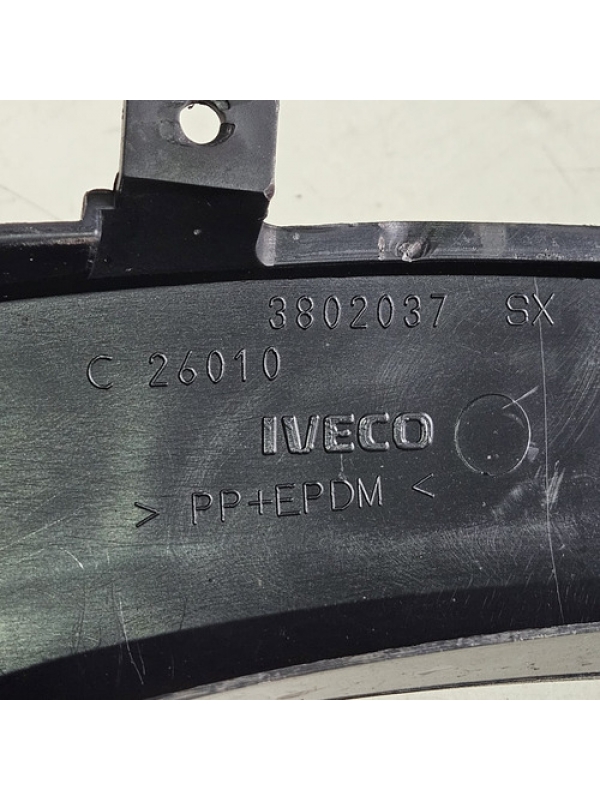 3802037 SX
C 26010
IVECO
> PP+EPDM <